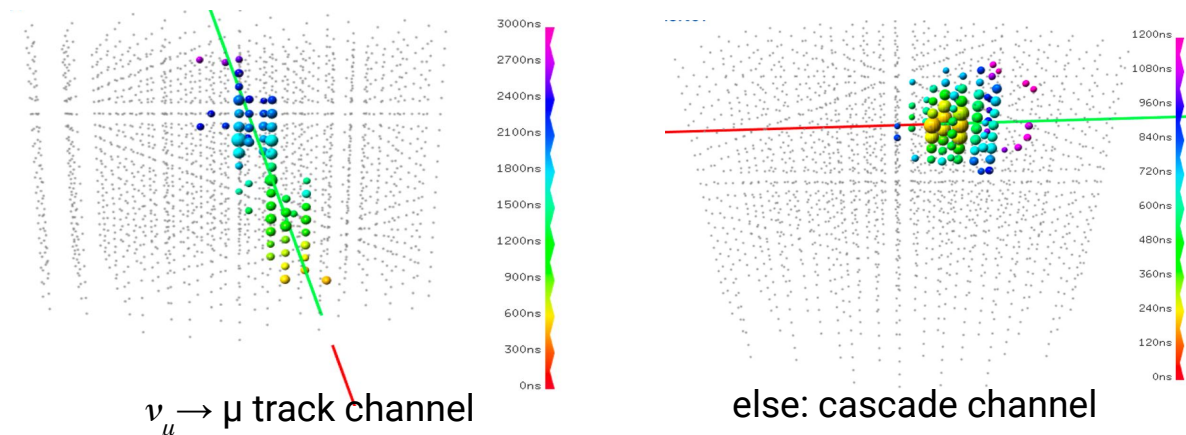 3000ns
2700ns
2400ns
2100ns
1800ns
1500ns
1200ns
900ns
600ns
300ns
0ns
ν_μ → μ track channel
1200ns
1080ns
960ns
840ns
720ns
600ns
480ns
360ns
240ns
120ns
0ns
else: cascade channel